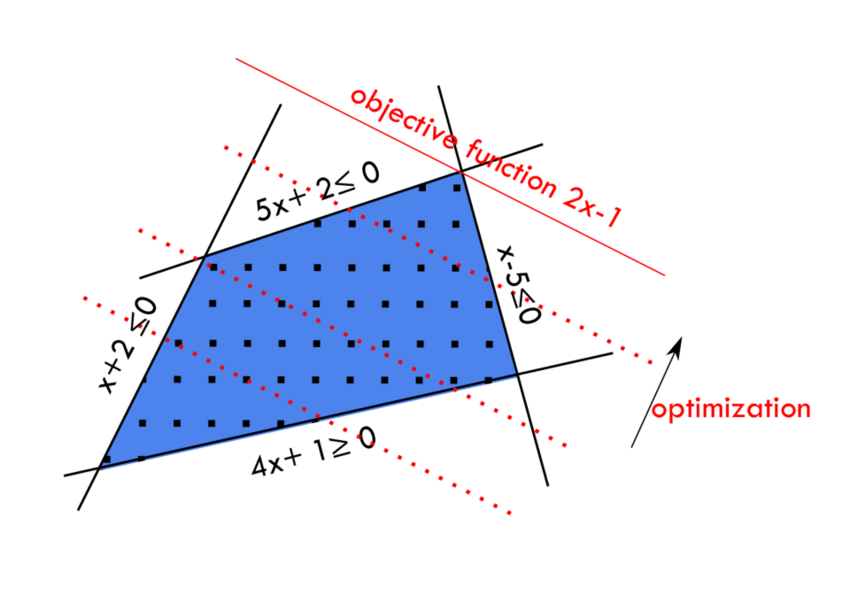 objective function 2x-1
5x+ 2≤ 0
x-5≤0
x+2 ≤0
optimization
4x+ 1≥ 0